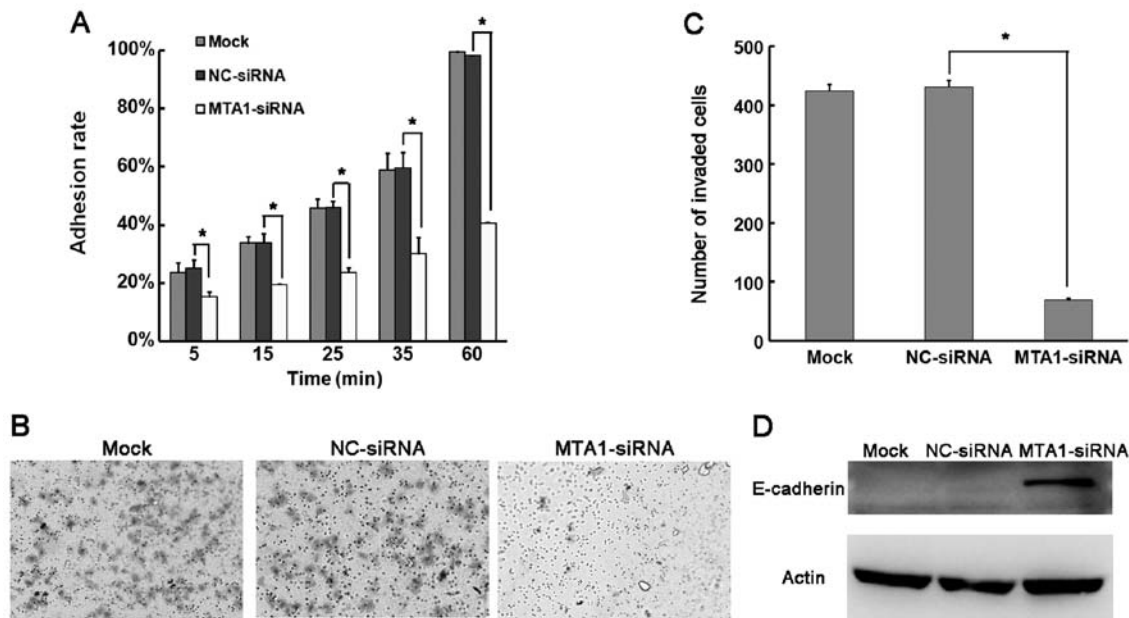 A
*
Mock
NC-siRNA
MTA1-siRNA
100%
80%
60%
40%
20%
0%
*
*
*
*
Adhesion rate
5 15 25 35 60
Time (min)
C
500
400
300
200
100
0
*
Number of invaded cells
Mock NC-siRNA MTA1-siRNA
B
Mock NC-siRNA MTA1-siRNA
D
Mock NC-siRNA MTA1-siRNA
E-cadherin
Actin